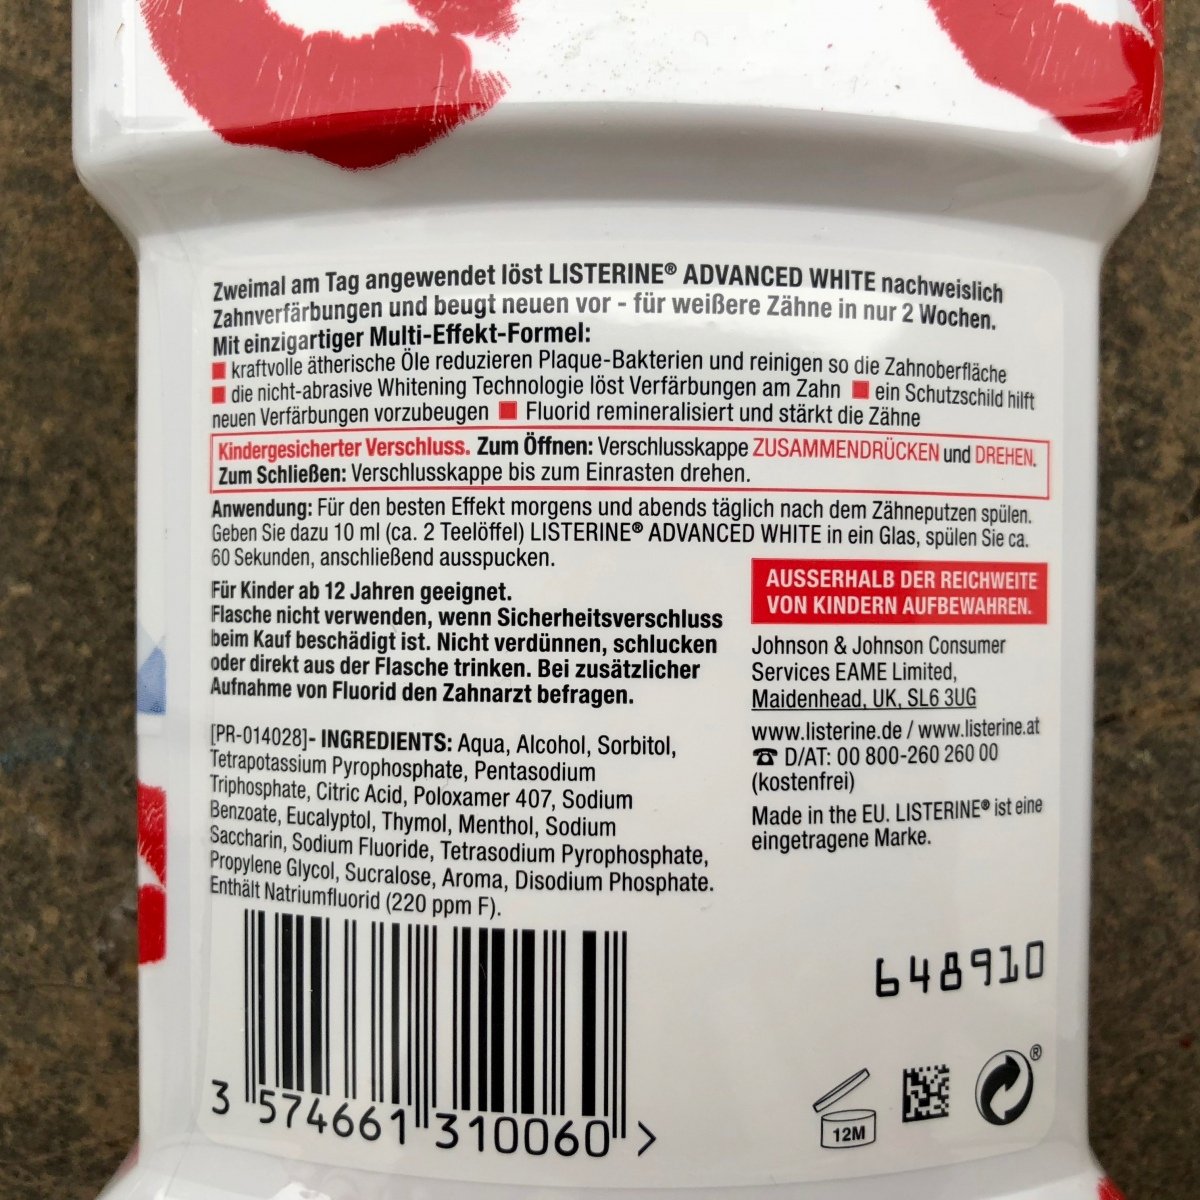 Zweimal am Tag angewendet löst LISTERINE® ADVANCED WHITE nachweislich
Zahnverfärbungen und beugt neuen vor - für weißere Zähne in nur 2 Wochen.
Mit einzigartiger Multi-Effekt-Formel:
kraftvolle ätherische Öle reduzieren Plaque-Bakterien und reinigen so die Zahnoberfläche
die nicht-abrasive Whitening Technologie löst Verfärbungen am Zahn ■ ein Schutzschild hilft
neuen Verfärbungen vorzubeugen ■ Fluorid remineralisiert und stärkt die Zähne
Kindergesicherter Verschluss. Zum Öffnen: Verschlusskappe ZUSAMMENDRÜCKEN und DREHEN.
Zum Schließen: Verschlusskappe bis zum Einrasten drehen.
Anwendung: Für den besten Effekt morgens und abends täglich nach dem Zähneputzen spülen.
Geben Sie dazu 10 ml (ca. 2 Teelöffel) LISTERINE® ADVANCED WHITE in ein Glas, spülen Sie ca.
60 Sekunden, anschließend ausspucken.
Für Kinder ab 12 Jahren geeignet.
Flasche nicht verwenden, wenn Sicherheitsverschluss
beim Kauf beschädigt ist. Nicht verdünnen, schlucken
oder direkt aus der Flasche trinken. Bei zusätzlicher
Aufnahme von Fluorid den Zahnarzt befragen.
AUSSERHALB DER REICHWEITE
VON KINDERN AUFBEWAHREN.
Johnson & Johnson Consumer
Services EAME Limited,
Maidenhead, UK, SL6 3UG
www.listerine.de / www.listerine.at
☎ D/AT: 00 800-260 260 00
(kostenfrei)
Made in the EU. LISTERINE® ist eine
eingetragene Marke.
[PR-014028]- INGREDIENTS: Aqua, Alcohol, Sorbitol,
Tetrapotassium Pyrophosphate, Pentasodium
Triphosphate, Citric Acid, Poloxamer 407, Sodium
Benzoate, Eucalyptol, Thymol, Menthol, Sodium
Saccharin, Sodium Fluoride, Tetrasodium Pyrophosphate,
Propylene Glycol, Sucralose, Aroma, Disodium Phosphate.
Enthält Natriumfluorid (220 ppm F).
648910
3 574661 310060 >
12M
®